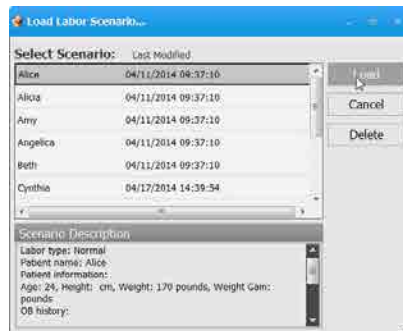 Load Labor Scenario...
Select Scenario: Last Modified
Alice 04/11/2014 09:37:10
Alicia 04/11/2014 09:37:10
Amy 04/11/2014 09:37:10
Angelica 04/11/2014 09:37:10
Beth 04/11/2014 09:37:10
Cynthia 04/17/2014 14:39:54
Load
Cancel
Delete
Scenario Description
Labor type: Normal
Patient name: Alice
Patient information:
Age: 24, Height: cm, Weight: 170 pounds, Weight Gain:
pounds
OB history: